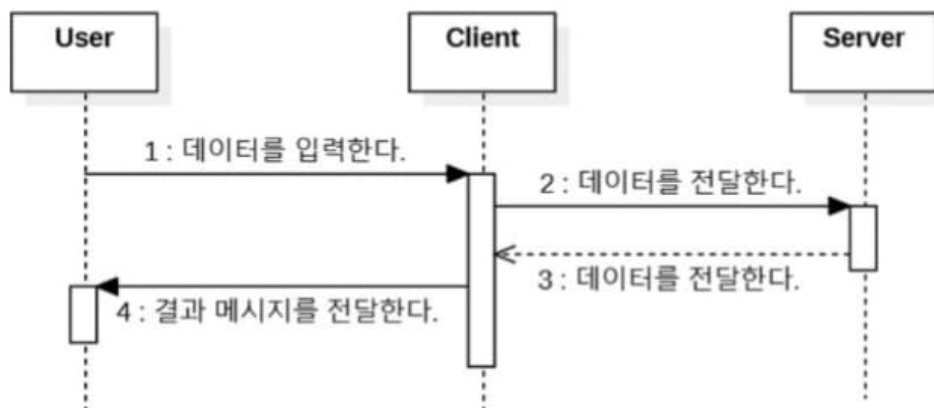 User
Client
Server
1 : 데이터를 입력한다.
2 : 데이터를 전달한다.
3 : 데이터를 전달한다.
4 : 결과 메시지를 전달한다.